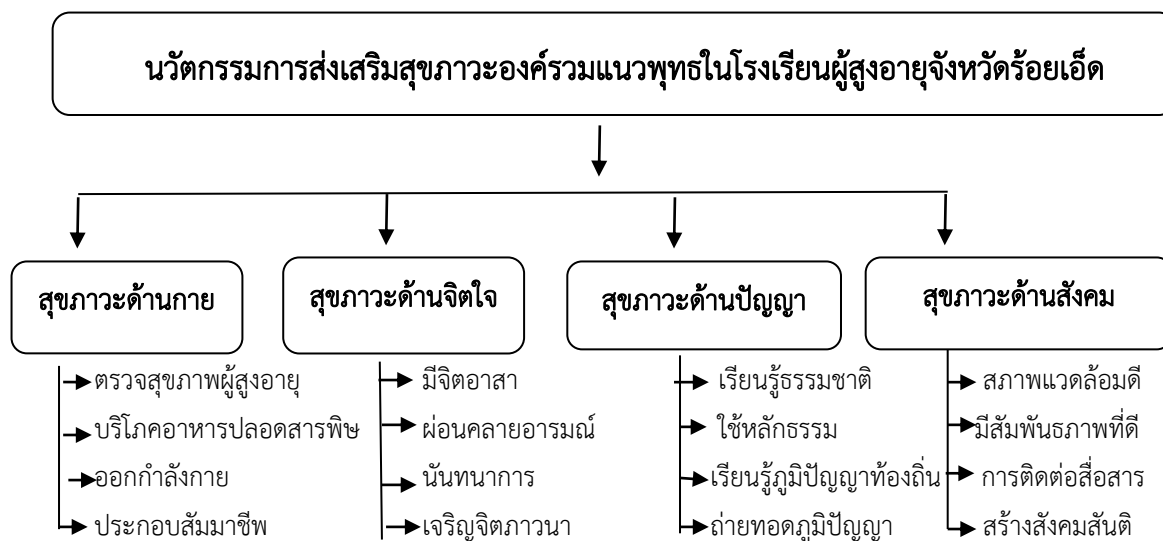 นวัตกรรมการส่งเสริมสุขภาวะองค์รวมแนวพุทธในโรงเรียนผู้สูงอายุจังหวัดร้อยเอ็ด
สุขภาวะด้านกาย
ตรวจสุขภาพผู้สูงอายุ
บริโภคอาหารปลอดสารพิษ
ออกกำลังกาย
ประกอบสัมมาชีพ
สุขภาวะด้านจิตใจ
มีจิตอาสา
ผ่อนคลายอารมณ์
นันทนาการ
เจริญจิตภาวนา
สุขภาวะด้านปัญญา
เรียนรู้ธรรมชาติ
ใช้หลักธรรม
เรียนรู้ภูมิปัญญาท้องถิ่น
ถ่ายทอดภูมิปัญญา
สุขภาวะด้านสังคม
สภาพแวดล้อมดี
มีสัมพันธภาพที่ดี
การติดต่อสื่อสาร
สร้างสังคมสันติ